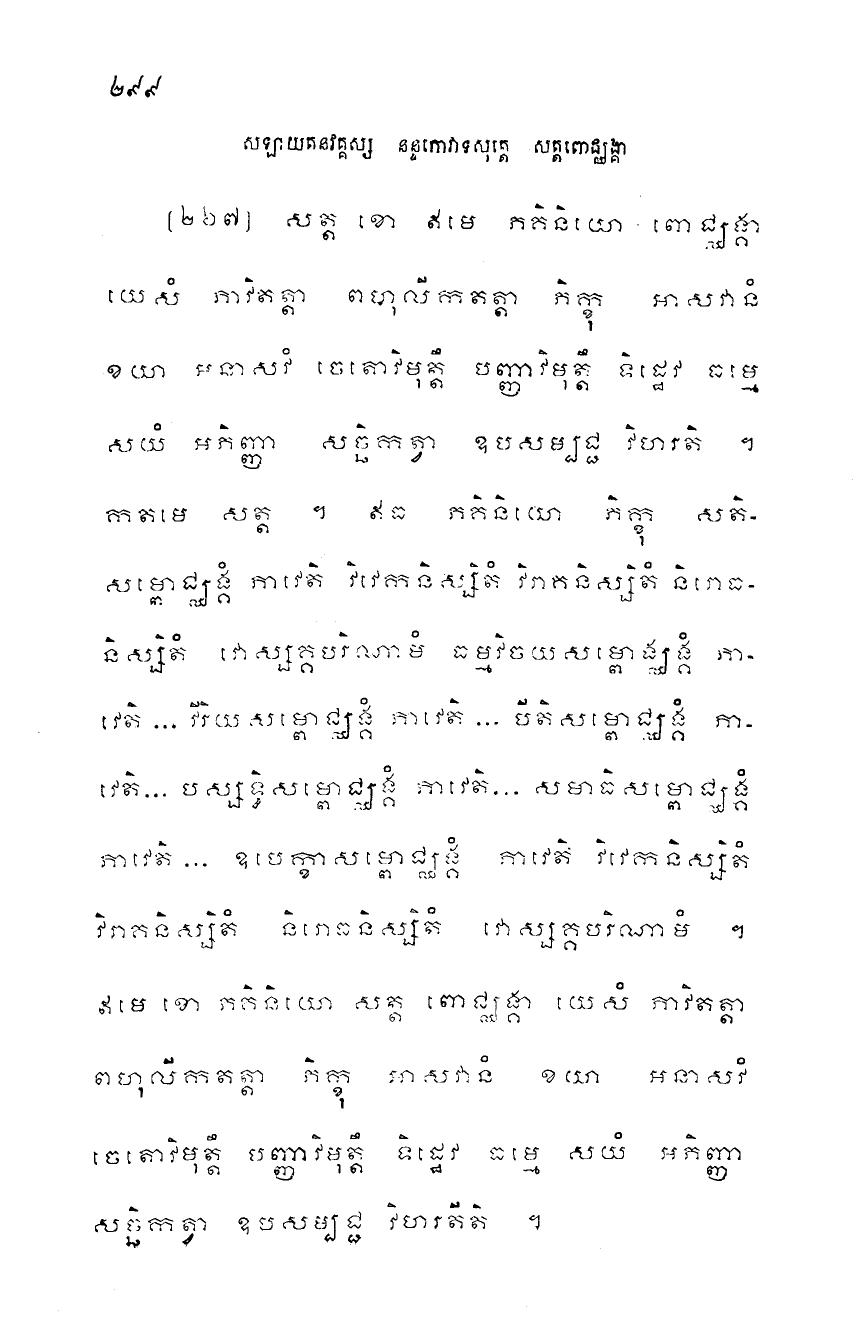 ២៩៩
សឡាយតនវគ្គស្ស នន្ទកោវាទសុត្តេ សត្តពោជ្ឈង្គា
[២៦៧] សត្ត ខោ ឥមេ ភគិនិយោ ពោជ្ឈង្គា
យេសំ ភាវិតត្តា ពហុលីកតត្តា ភិក្ខុ អាសវានំ
ខយា អនាសវំ ចេតោវិមុត្តឹ បញ្ញាវិមុត្តឹ ទិដ្ឋេវ ធម្មេ
សយំ អភិញ្ញា សច្ឆិកត្វា ឧបសម្បជ្ជ វិហរតិ ។
កតមេ សត្ត ។ ឥធ ភគិនិយោ ភិក្ខុ សតិ-
សម្ពោជ្ឈង្គំ ភាវេតិ វិវេកនិស្សិតំ វិរាគនិស្សិតំ និរោធ-
និស្សិតំ វោស្សគ្គបរិណាមំ ធម្មវិចយសម្ពោជ្ឈង្គំ ភា-
វេតិ ... វីរិយសម្ពោជ្ឈង្គំ ភាវេតិ ... បីតិសម្ពោជ្ឈង្គំ ភា-
វេតិ... បស្សទ្ធិសម្ពោជ្ឈង្គំ ភាវេតិ... សមាធិសម្ពោជ្ឈង្គំ
ភាវេតិ ... ឧបេក្ខាសម្ពោជ្ឈង្គំ ភាវេតិ វិវេកនិស្សិតំ
វិរាគនិស្សិតំ និរោធនិស្សិតំ វោស្សគ្គបរិណាមំ ។
ឥមេ ខោ ភគិនិយោ សត្ត ពោជ្ឈង្គា យេសំ ភាវិតត្តា
ពហុលីកតត្តា ភិក្ខុ អាសវានំ ខយា អនាសវំ
ចេតោវិមុត្តឹ បញ្ញាវិមុត្តឹ ទិដ្ឋេវ ធម្មេ សយំ អភិញ្ញា
សច្ឆិកត្វា ឧបសម្បជ្ជ វិហរតីតិ ។